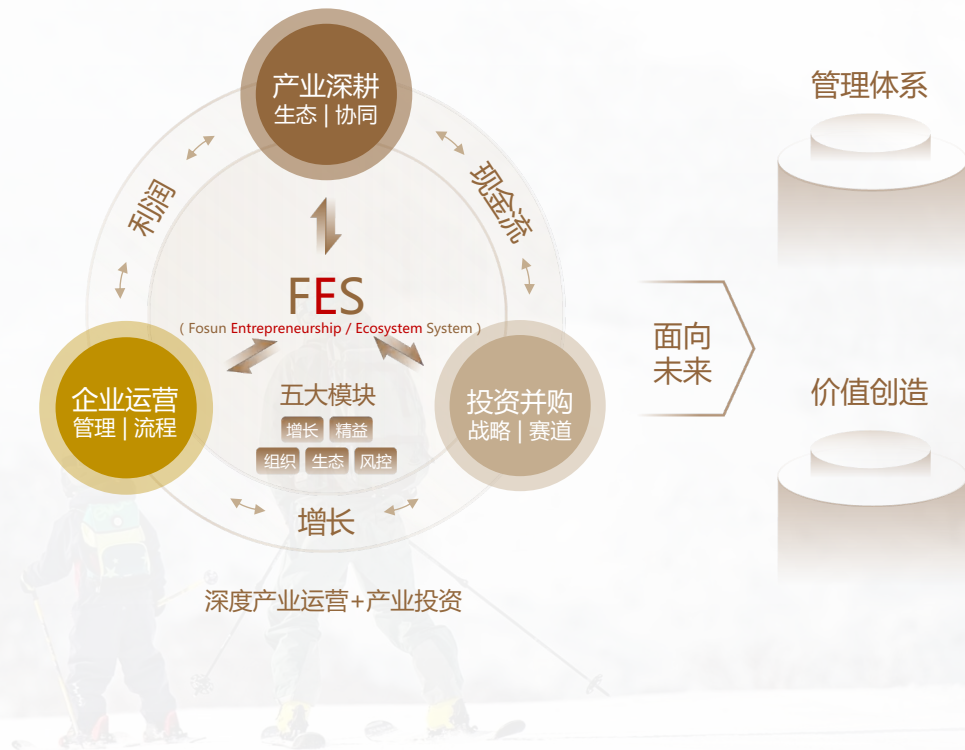 产业深耕
生态 | 协同
利润
现金流
FES
( Fosun Entrepreneurship / Ecosystem System )
企业运营
管理 | 流程
五大模块
增长 精益
组织 生态 风控
投资并购
战略 | 赛道
增长
深度产业运营+产业投资
面向
未来
管理体系
价值创造